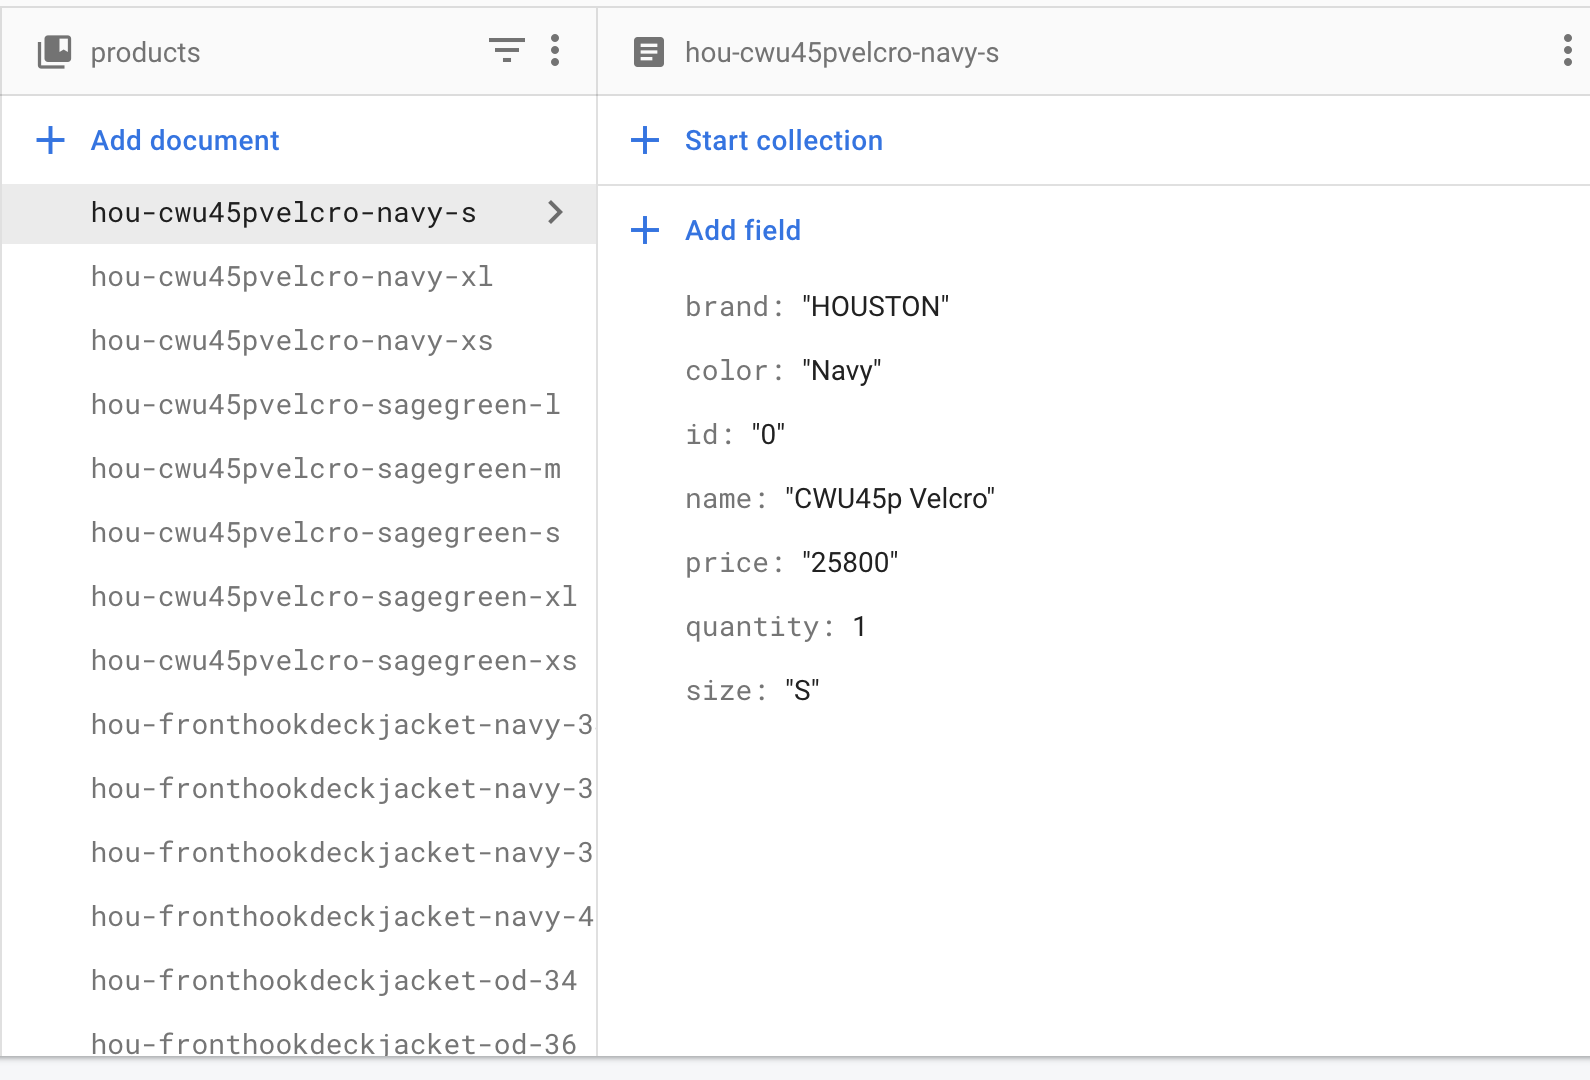 products
Add document
hou-cwu45pvelcro-navy-s
hou-cwu45pvelcro-navy-xl
hou-cwu45pvelcro-navy-xs
hou-cwu45pvelcro-sagegreen-l
hou-cwu45pvelcro-sagegreen-m
hou-cwu45pvelcro-sagegreen-s
hou-cwu45pvelcro-sagegreen-xl
hou-cwu45pvelcro-sagegreen-xs
hou-fronthookdeckjacket-navy-3
hou-fronthookdeckjacket-navy-3
hou-fronthookdeckjacket-navy-3
hou-fronthookdeckjacket-navy-4
hou-fronthookdeckjacket-od-34
hou-fronthookdeckjacket-od-36
hou-cwu45pvelcro-navy-s
Start collection
Add field
brand: "HOUSTON"
color: "Navy"
id: "0"
name: "CWU45p Velcro"
price: "25800"
quantity: 1
size: "S"